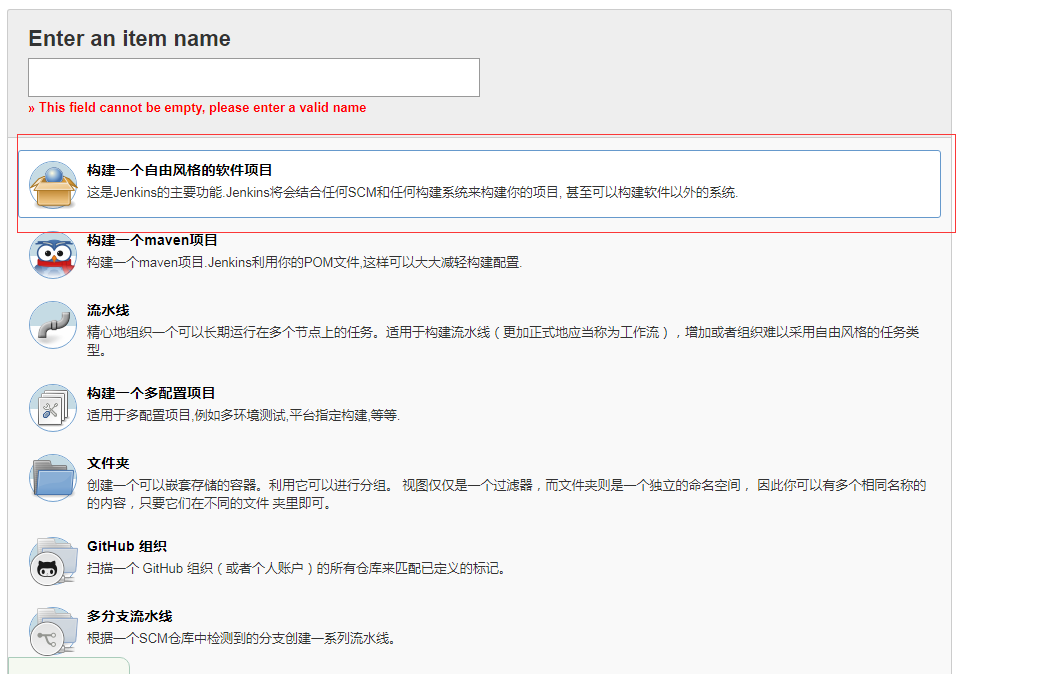 Enter an item name
» This field cannot be empty, please enter a valid name
构建一个自由风格的软件项目
这是Jenkins的主要功能.Jenkins将会结合任何SCM和任何构建系统来构建你的项目, 甚至可以构建软件以外的系统.
构建一个maven项目
构建一个maven项目.Jenkins利用你的POM文件,这样可以大大减轻构建配置.
流水线
精心地组织一个可以长期运行在多个节点上的任务。适用于构建流水线（更加正式地应当称为工作流），增加或者组织难以采用自由风格的任务类
型。
构建一个多配置项目
适用于多配置项目,例如多环境测试,平台指定构建,等等.
文件夹
创建一个可以嵌套存储的容器。利用它可以进行分组。 视图仅仅是一个过滤器，而文件夹则是一个独立的命名空间， 因此你可以有多个相同名称的
的内容，只要它们在不同的文件 夹里即可。
GitHub 组织
扫描一个 GitHub 组织（或者个人账户）的所有仓库来匹配已定义的标记。
多分支流水线
根据一个SCM仓库中检测到的分支创建一系列流水线。